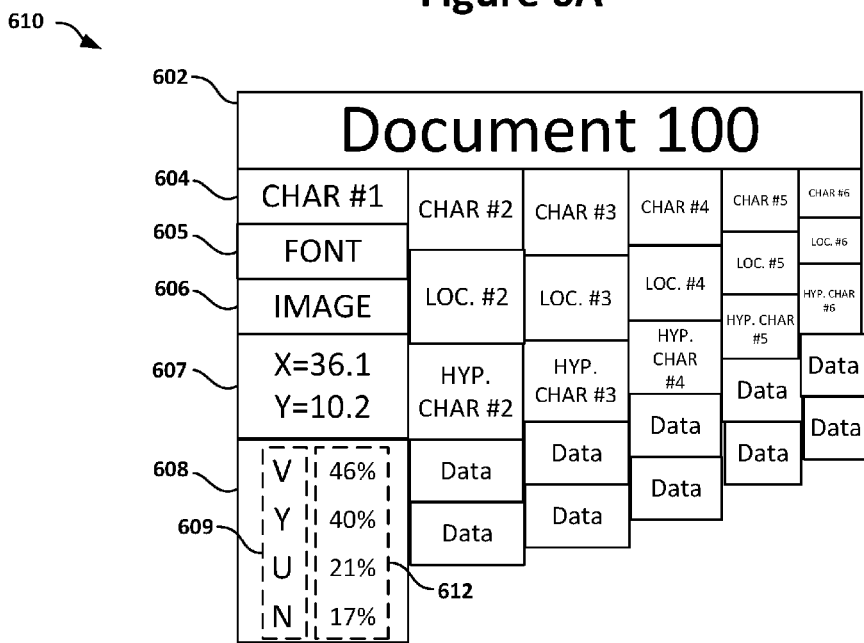 Figure
610
602
Document 100
604
CHAR #1
605
FONT
606
IMAGE
607
X=36.1
Y=10.2
608
609
V 46%
Y 40%
U 21%
N 17%
612
CHAR #2
LOC. #2
HYP.
CHAR #2
Data
Data
CHAR #3
LOC. #3
HYP.
CHAR #3
Data
Data
CHAR #4
LOC. #4
HYP.
CHAR
#4
Data
Data
CHAR #5
LOC. #5
HYP. CHAR
#5
Data
Data
CHAR #6
LOC. #6
HYP. CHAR
#6
Data
Data